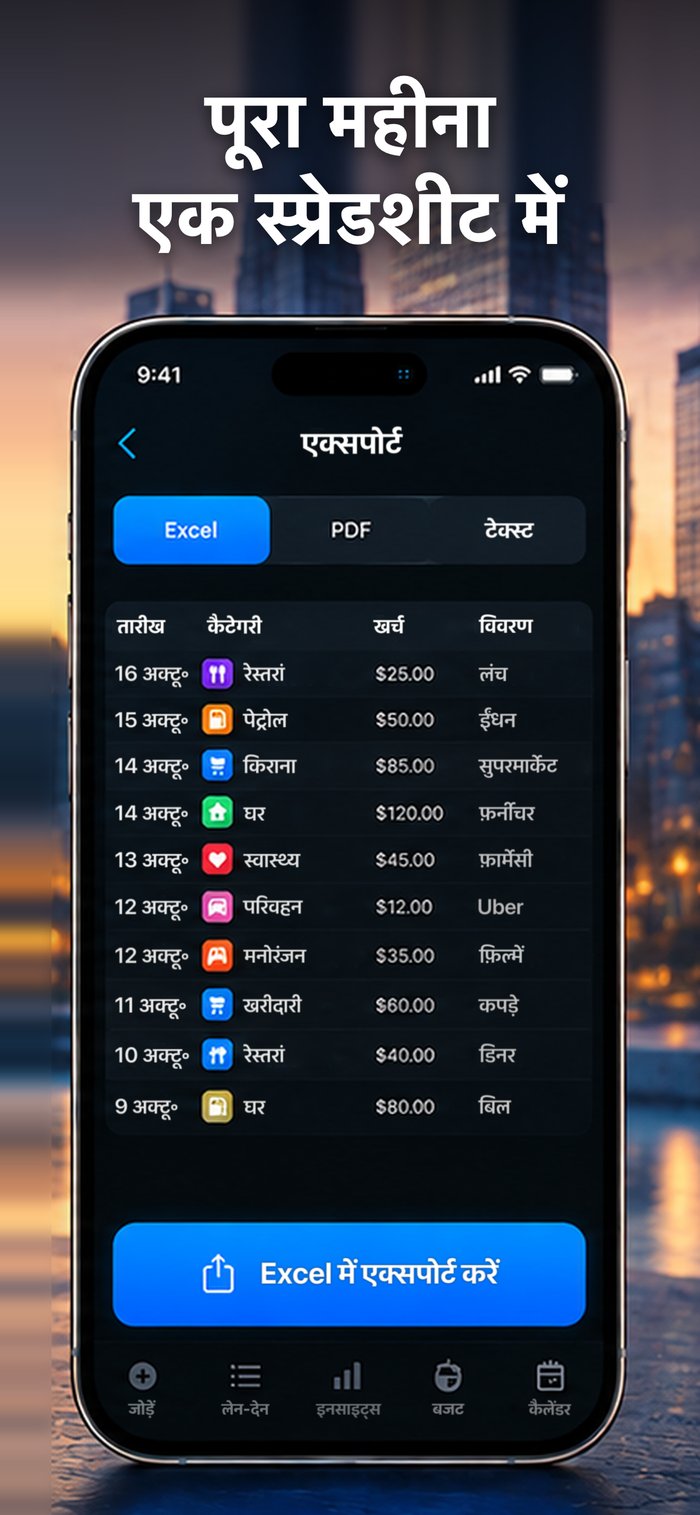 पूरा महीना
एक स्प्रेडशीट में
9:41
एक्सपोर्ट
Excel PDF टेक्स्ट
तारीख कैटेगरी खर्च विवरण
16 अक्टू॰ रेस्तरां $25.00 लंच
15 अक्टू॰ पेट्रोल $50.00 ईंधन
14 अक्टू॰ किराना $85.00 सुपरमार्केट
14 अक्टू॰ घर $120.00 फ़र्नीचर
13 अक्टू॰ स्वास्थ्य $45.00 फ़ार्मेसी
12 अक्टू॰ परिवहन $12.00 Uber
12 अक्टू॰ मनोरंजन $35.00 फ़िल्में
11 अक्टू॰ खरीदारी $60.00 कपड़े
10 अक्टू॰ रेस्तरां $40.00 डिनर
9 अक्टू॰ घर $80.00 बिल
Excel में एक्सपोर्ट करें
जोड़ें लेन-देन इनसाइट्स बजट कैलेंडर